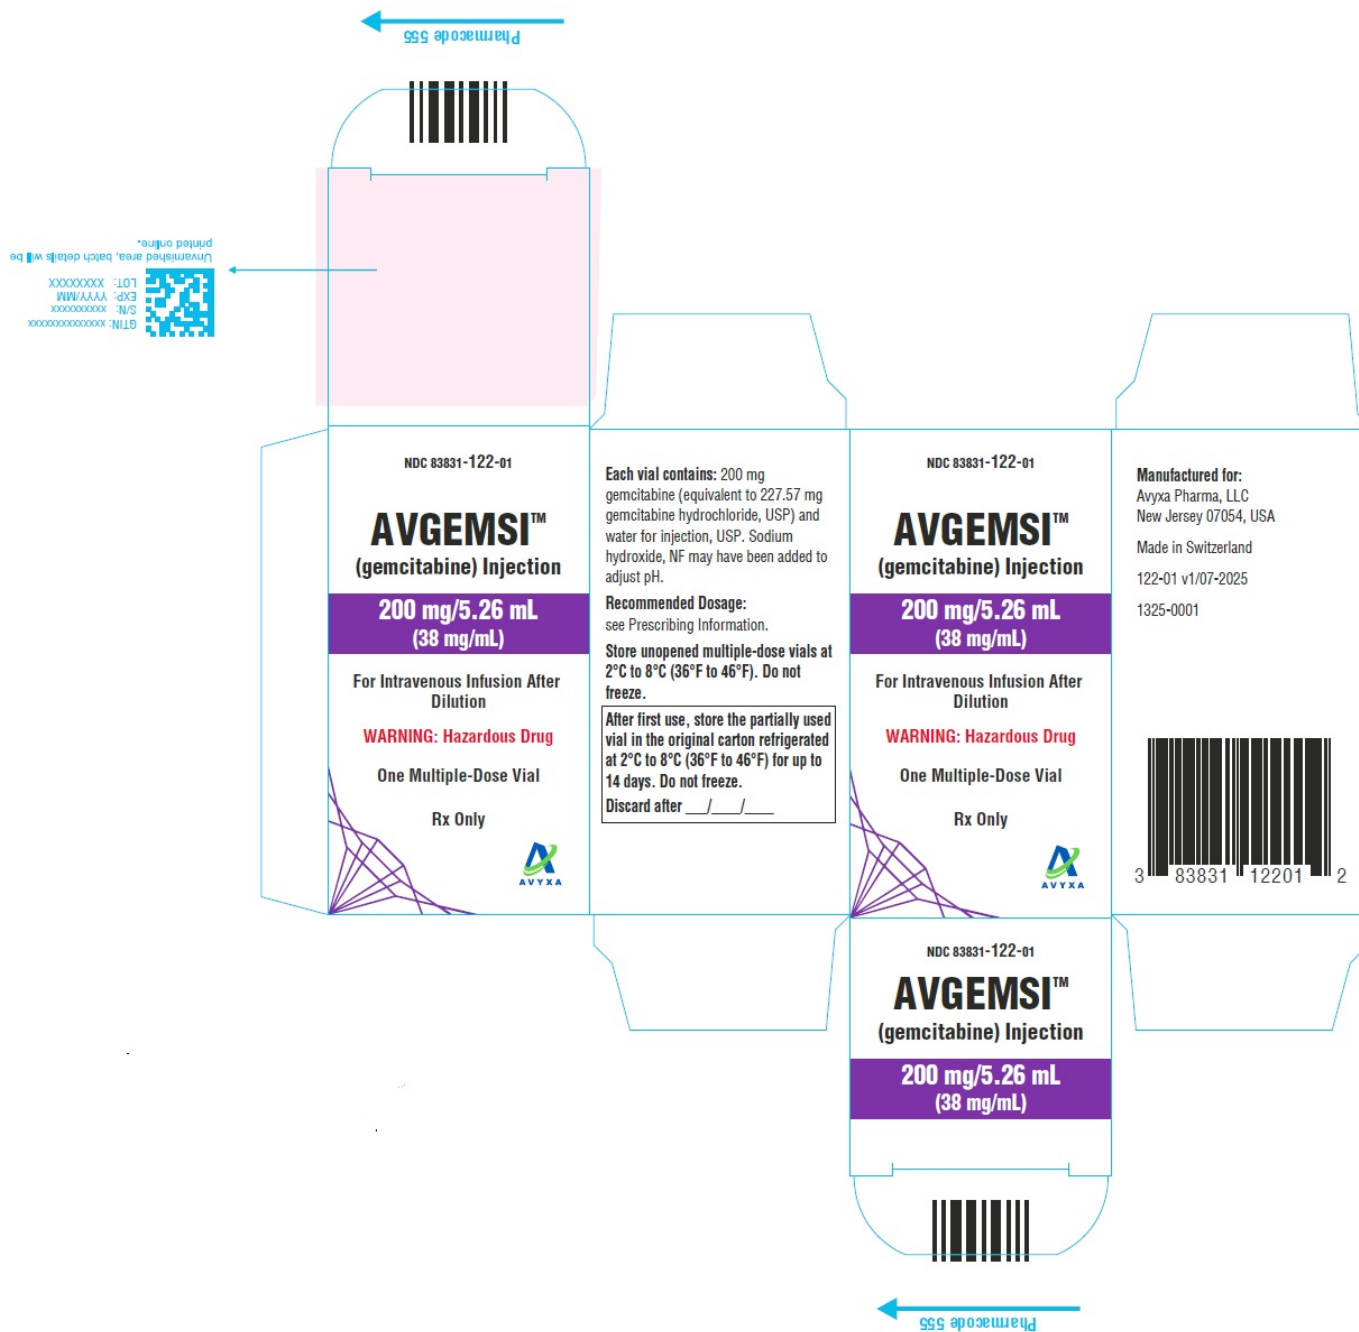 Pharmacode 555
Unvarnished area, batch details will be
printed online.
GTIN: xxxxxxxxxxxxxx
S/N: xxxxxxxxxx
EXP: YYYY/MM
LOT: XXXXXXXX
NDC 83831-122-01
AVGEMSI™
(gemcitabine) Injection
200 mg/5.26 mL
(38 mg/mL)
For Intravenous Infusion After
Dilution
WARNING: Hazardous Drug
One Multiple-Dose Vial
Rx Only
AVYXA
Each vial contains: 200 mg
gemcitabine (equivalent to 227.57 mg
gemcitabine hydrochloride, USP) and
water for injection, USP. Sodium
hydroxide, NF may have been added to
adjust pH.
Recommended Dosage:
see Prescribing Information.
Store unopened multiple-dose vials at
2°C to 8°C (36°F to 46°F). Do not
freeze.
After first use, store the partially used
vial in the original carton refrigerated
at 2°C to 8°C (36°F to 46°F) for up to
14 days. Do not freeze.
Discard after ___/____/____
NDC 83831-122-01
AVGEMSI™
(gemcitabine) Injection
200 mg/5.26 mL
(38 mg/mL)
For Intravenous Infusion After
Dilution
WARNING: Hazardous Drug
One Multiple-Dose Vial
Rx Only
AVYXA
Manufactured for:
Avyxa Pharma, LLC
New Jersey 07054, USA
Made in Switzerland
122-01 v1/07-2025
1325-0001
3 83831 12201 2
NDC 83831-122-01
AVGEMSI™
(gemcitabine) Injection
200 mg/5.26 mL
(38 mg/mL)
Pharmacode 555